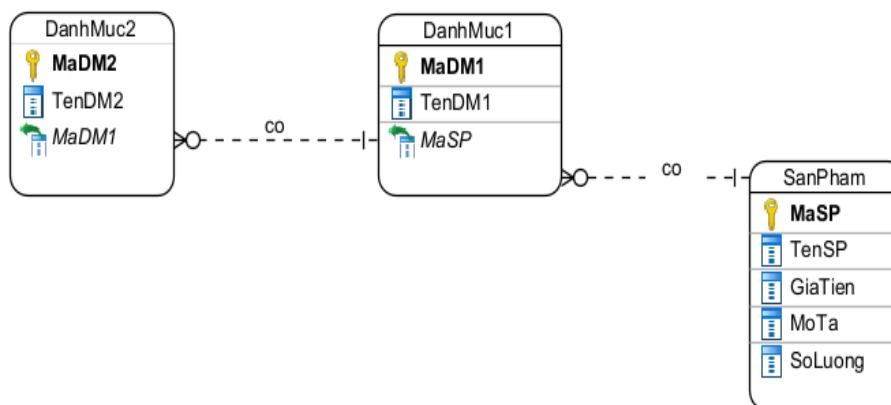 DanhMuc2
MaDM2
TenDM2
MaDM1
co
DanhMuc1
MaDM1
TenDM1
MaSP
co
SanPham
MaSP
TenSP
GiaTien
MoTa
SoLuong